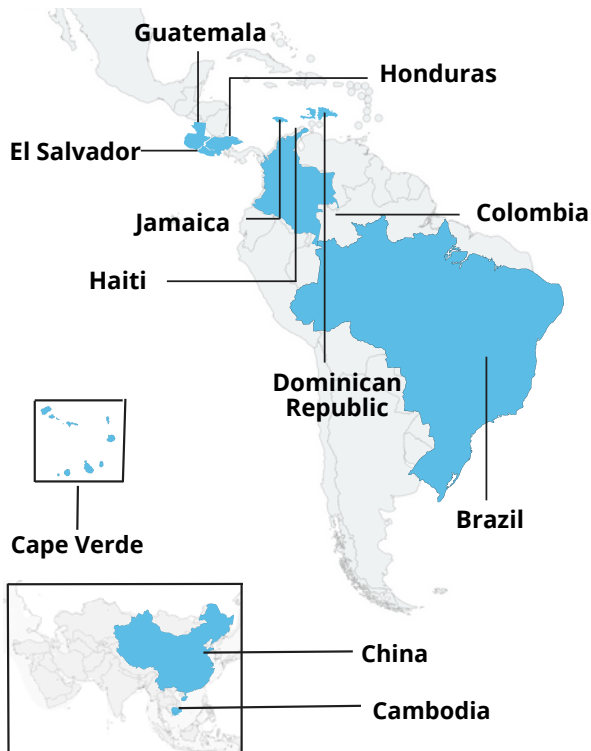 Guatemala
Honduras
El Salvador
Jamaica
Colombia
Haiti
Dominican
Republic
Brazil
Cape Verde
China
Cambodia